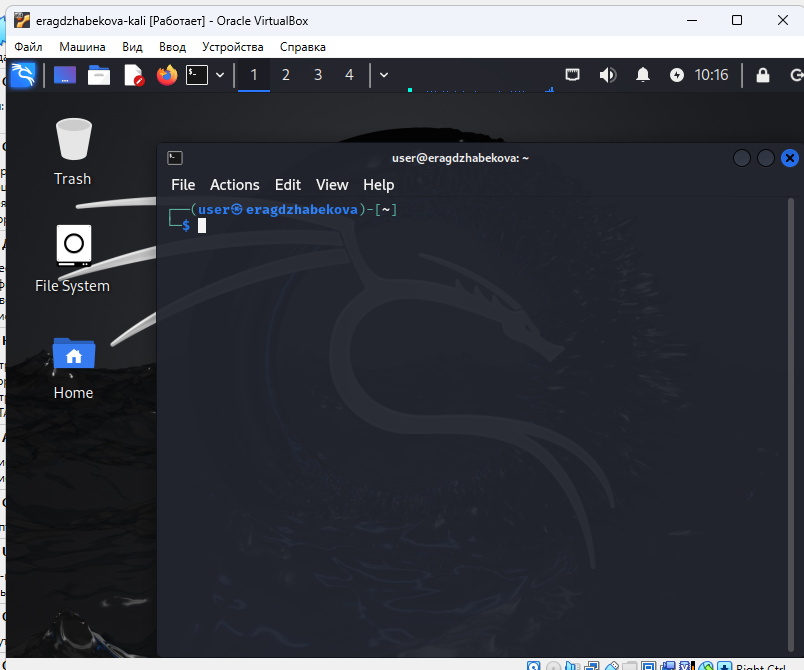 eragdzhabekova-kali [Работает] - Oracle VirtualBox
Файл Машина Вид Ввод Устройства Справка
1 2 3 4 10:16
Trash
File System
Home
user@eragdzhabekova: ~
File Actions Edit View Help
┌──(user㉿eragdzhabekova)-[~]
└─$
Right Ctrl